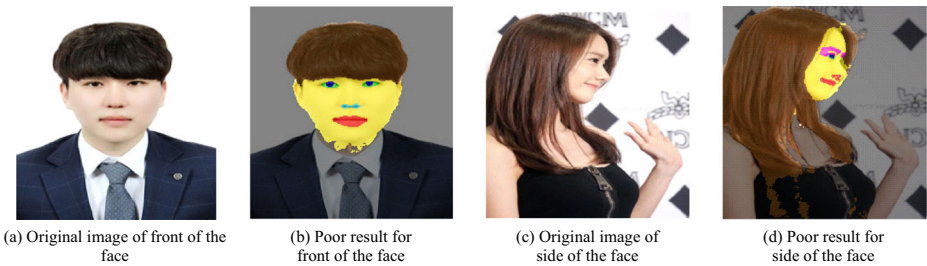 MCM
(a) Original image of front of the
face
(b) Poor result for
front of the face
(c) Original image of
side of the face
(d) Poor result for
side of the face